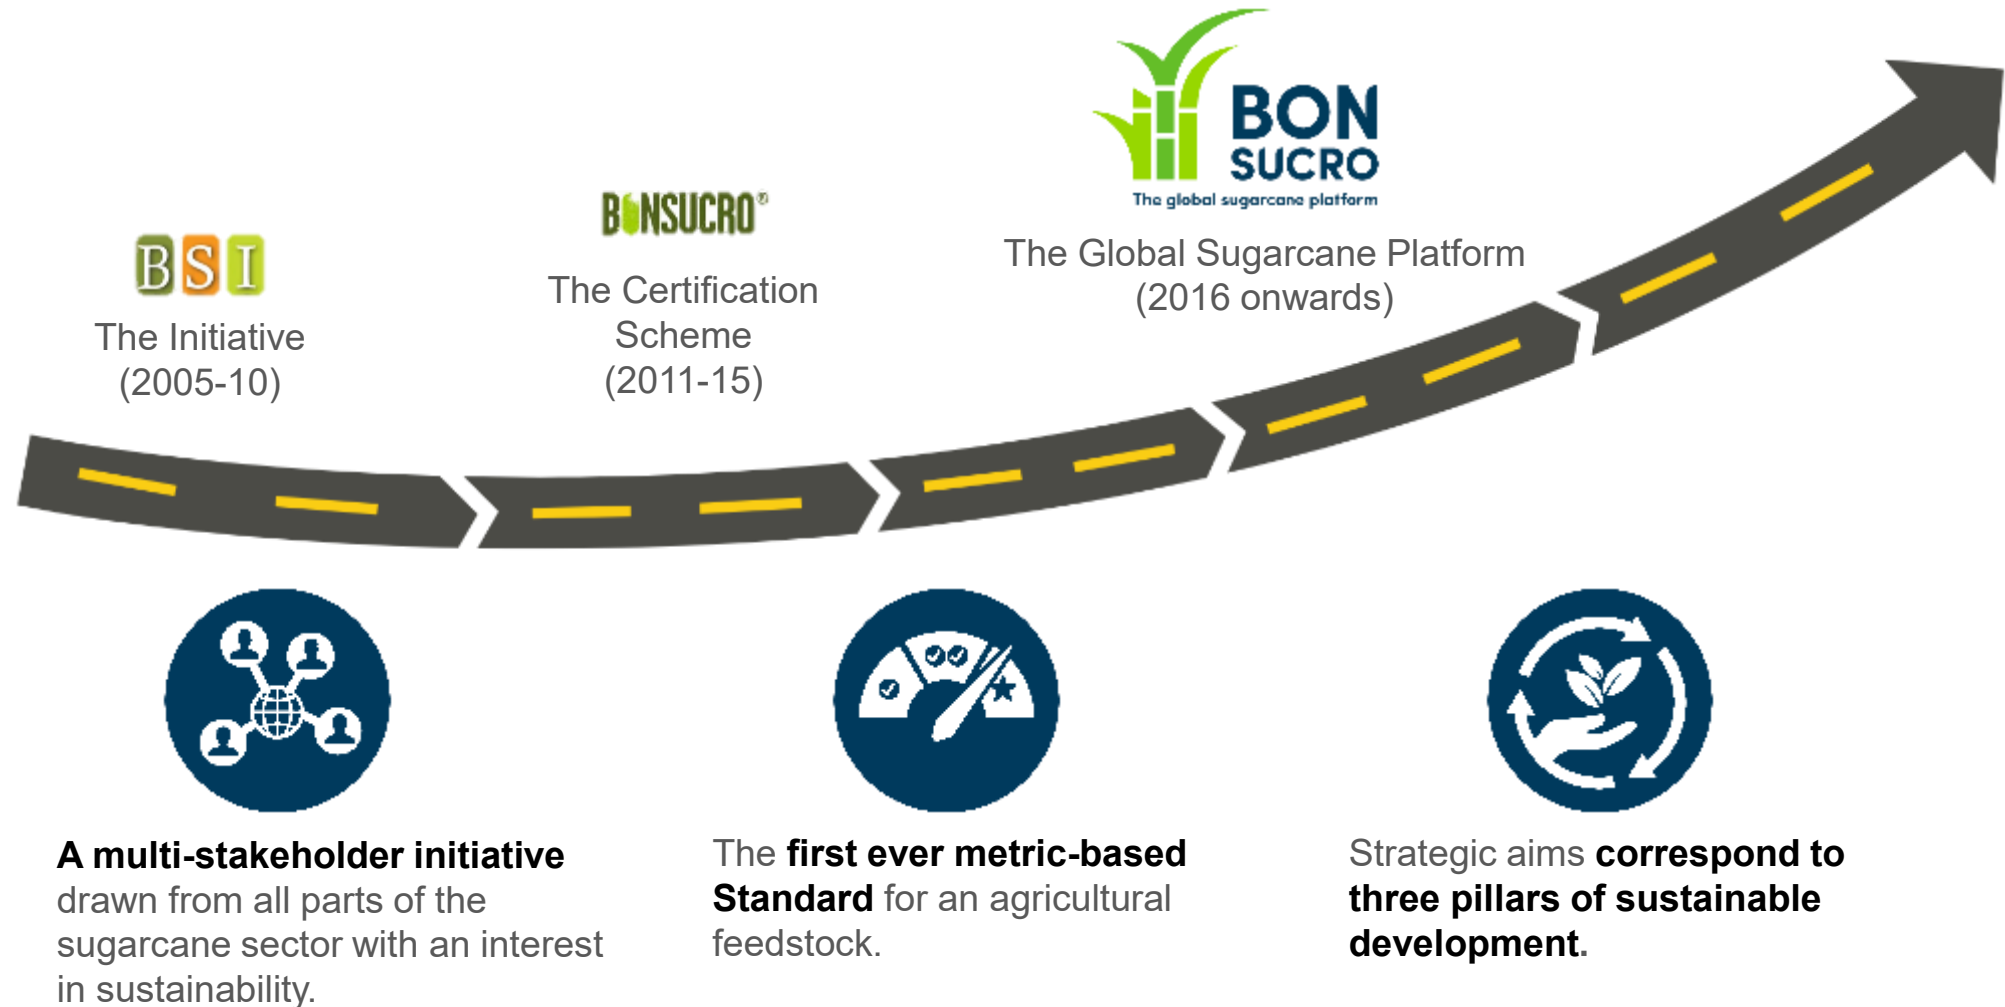 BSI
The Initiative
(2005-10)
BONSUCRO®
The Certification
Scheme
(2011-15)
BON
SUCRO
The global sugarcane platform
The Global Sugarcane Platform
(2016 onwards)
A multi-stakeholder initiative
drawn from all parts of the
sugarcane sector with an interest
in sustainability.
The first ever metric-based
Standard for an agricultural
feedstock.
Strategic aims correspond to
three pillars of sustainable
development.